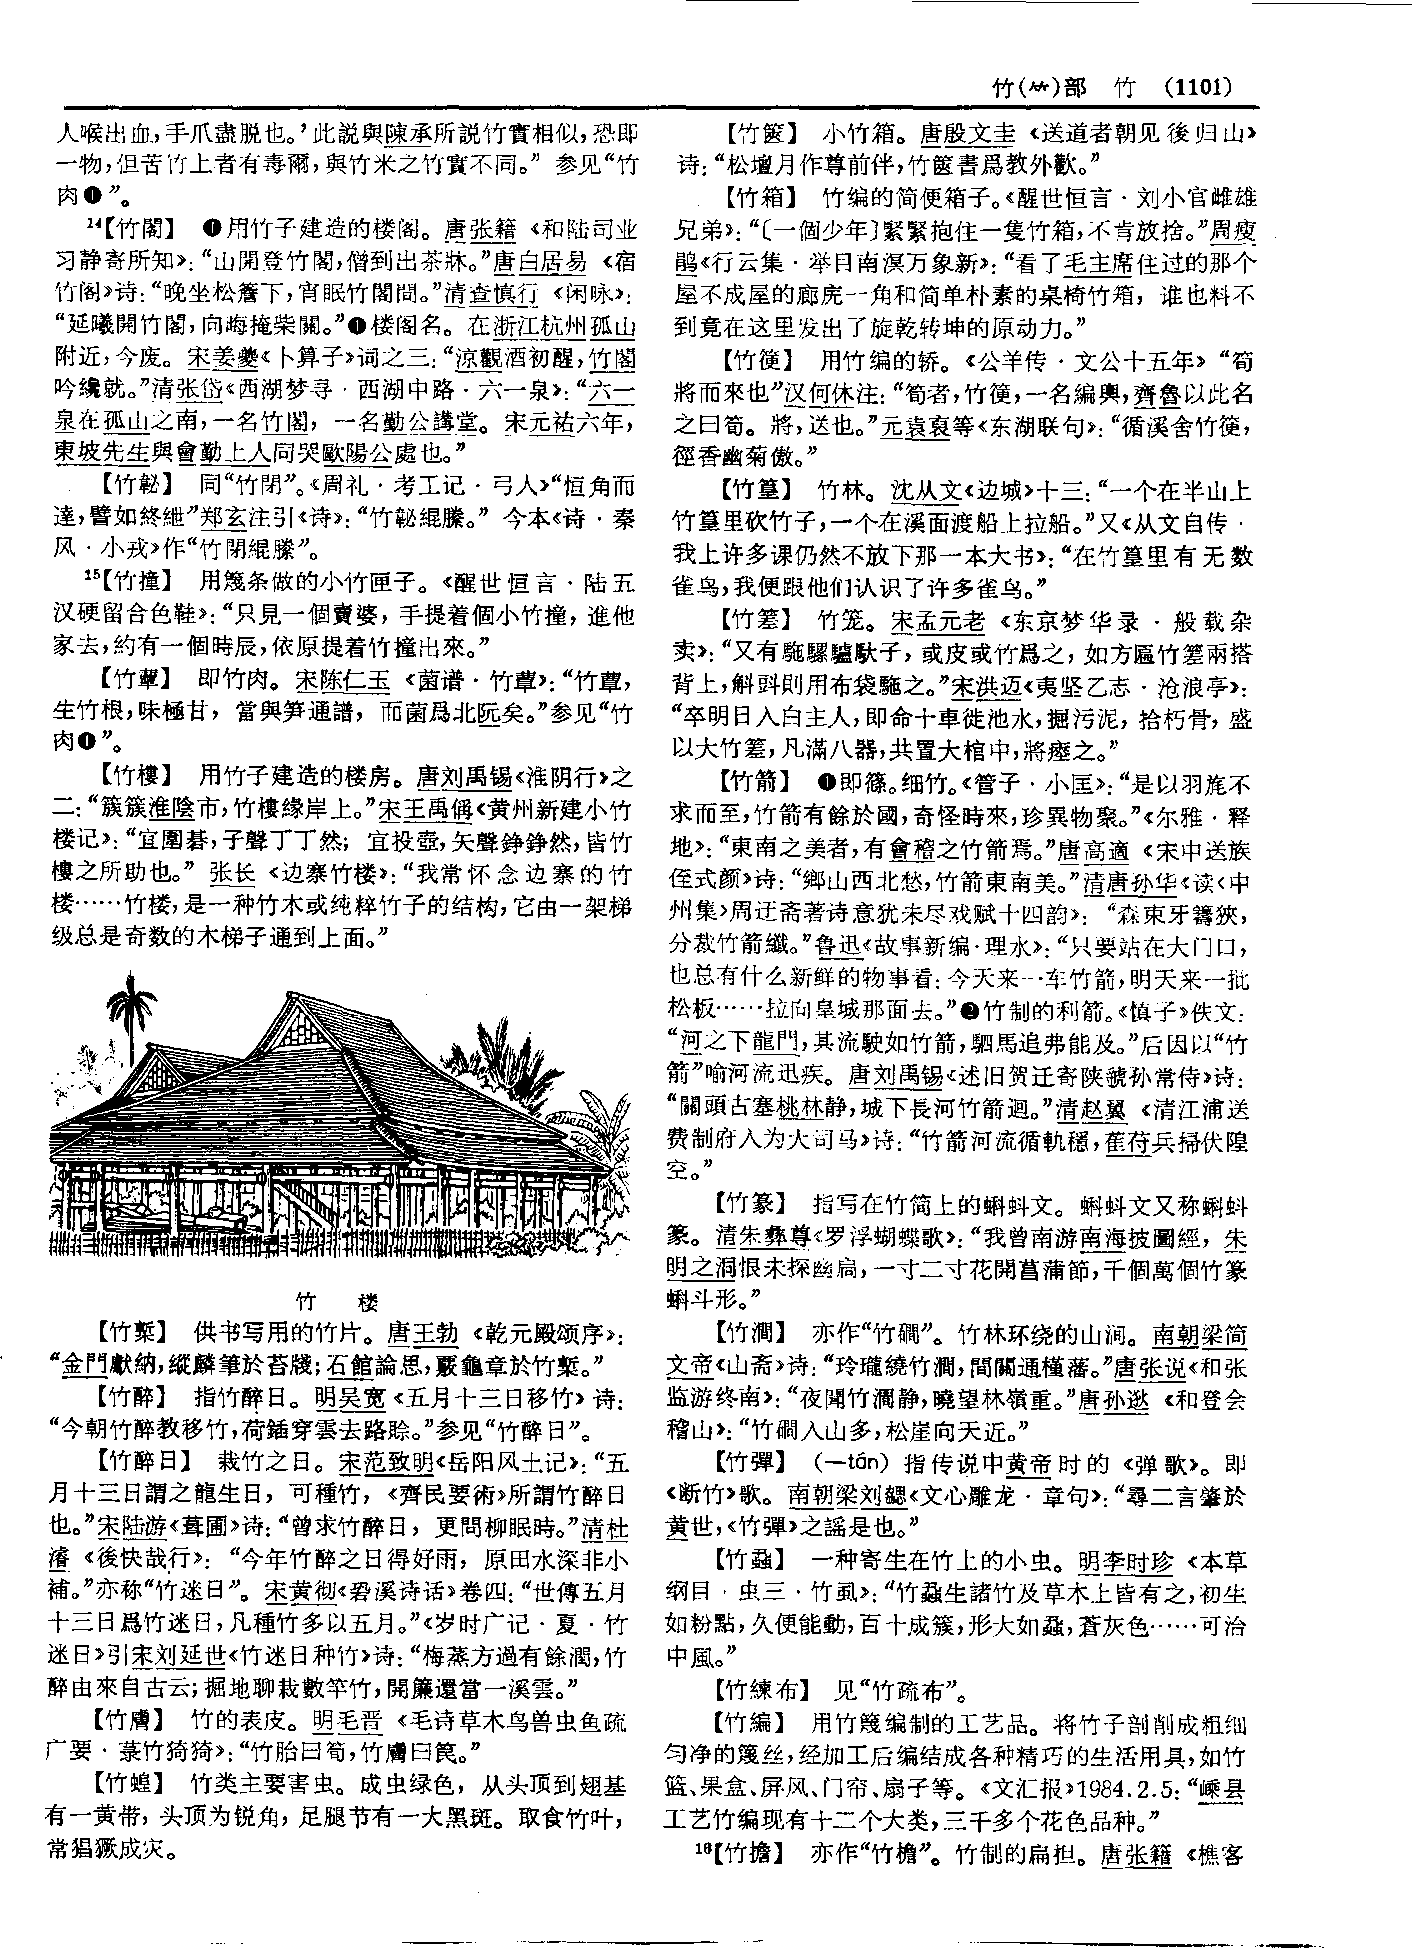 竹(⺮)部 竹 (1101)
人喉出血,手爪盡脱也。’此説與陳承所説竹實相似,恐即
一物,但苦竹上者有毒爾,與竹米之竹實不同。” 参见“竹
肉❶”。
14【竹閣】 ❶用竹子建造的楼阁。唐张籍《和陆司业
习静寄所知》:“山開登竹閣,僧到出茶牀。”唐白居易《宿
竹阁》诗:“晚坐松簷下,宵眠竹閣間。”清查慎行《闲咏》:
“延曦開竹閣,向晦掩柴關。”❶楼阁名。在浙江杭州孤山
附近,今废。宋姜夔《卜算子》词之三:“涼觀酒初醒,竹閣
吟纔就。”清张岱《西湖梦寻·西湖中路·六一泉》:“六一
泉在孤山之南,一名竹閣,一名勤公講堂。宋元祐六年,
東坡先生與會勤上人同哭歐陽公處也。”
【竹䪐】 同“竹閉”。《周礼·考工记·弓人》“恒角而
達,譬如終紲”郑玄注引《诗》:“竹䪐緄縢。” 今本《诗·秦
风·小戎》作“竹閉緄縢”。
15【竹撞】 用篾条做的小竹匣子。《醒世恒言·陆五
汉硬留合色鞋》:“只見一個賣婆,手提着個小竹撞,進他
家去,約有一個時辰,依原提着竹撞出來。”
【竹蕈】 即竹肉。宋陈仁玉《菌谱·竹蕈》:“竹蕈,
生竹根,味極甘,當與笋通譜,而菌爲北阮矣。”参见“竹
肉❶”。
【竹樓】 用竹子建造的楼房。唐刘禹锡《淮阴行》之
二:“簇簇淮陰市,竹樓緣岸上。”宋王禹偁《黄州新建小竹
楼记》:“宜圍碁,子聲丁丁然;宜投壺,矢聲錚錚然,皆竹
樓之所助也。” 张长《边寨竹楼》:“我常怀念边寨的竹
楼……竹楼,是一种竹木或纯粹竹子的结构,它由一架梯
级总是奇数的木梯子通到上面。”
竹 楼
【竹槧】 供书写用的竹片。唐王勃《乾元殿颂序》:
“金門獻納,縱麟筆於苔牋;石館論思,覈龜章於竹槧。”
【竹醉】 指竹醉日。明吴宽《五月十三日移竹》诗:
“今朝竹醉教移竹,荷鍤穿雲去路賒。”参见“竹醉日”。
【竹醉日】 栽竹之日。宋范致明《岳阳风土记》:“五
月十三日謂之龍生日,可種竹,《齊民要術》所謂竹醉日
也。”宋陆游《葺圃》诗:“曾求竹醉日,更問柳眠時。”清杜
濬《後快哉行》:“今年竹醉之日得好雨,原田水深非小
補。”亦称“竹迷日”。宋黄彻《䂬溪诗话》卷四:“世傳五月
十三日爲竹迷日,凡種竹多以五月。”《岁时广记·夏·竹
迷日》引宋刘延世《竹迷日种竹》诗:“梅蒸方過有餘潤,竹
醉由來自古云;掘地聊栽數竿竹,開簾還當一溪雲。”
【竹膚】 竹的表皮。明毛晋《毛诗草木鸟兽虫鱼疏
广要·菉竹猗猗》:“竹胎曰筍,竹膚曰笢。”
【竹蝗】 竹类主要害虫。成虫绿色,从头顶到翅基
有一黄带,头顶为锐角,足腿节有一大黑斑。取食竹叶,
常猖獗成灾。
【竹篋】 小竹箱。唐殷文圭《送道者朝见後归山》
诗:“松壇月作尊前伴,竹篋書爲教外歡。”
【竹箱】 竹编的简便箱子。《醒世恒言·刘小官雌雄
兄弟》:“〔一個少年〕緊緊抱住一隻竹箱,不肯放捨。”周瘦
鹃《行云集·举目南溟万象新》:“看了毛主席住过的那个
屋不成屋的廊庑一角和简单朴素的桌椅竹箱,谁也料不
到竟在这里发出了旋乾转坤的原动力。”
【竹箯】 用竹编的轿。《公羊传·文公十五年》“筍
將而來也”汉何休注:“筍者,竹箯,一名編輿,齊魯以此名
之曰筍。將,送也。”元袁裒等《东湖联句》:“循溪舍竹箯,
徑香幽菊傲。”
【竹篁】 竹林。沈从文《边城》十三:“一个在半山上
竹篁里砍竹子,一个在溪面渡船上拉船。”又《从文自传·
我上许多课仍然不放下那一本大书》:“在竹篁里有无数
雀鸟,我便跟他们认识了许多雀鸟。”
【竹䈉】 竹笼。宋孟元老《东京梦华录·般载杂
卖》:“又有駞騾驢馱子,或皮或竹爲之,如方匾竹䈉兩搭
背上,斛㪷則用布袋駞之。”宋洪迈《夷坚乙志·沧浪亭》:
“卒明日入白主人,即命十車徙池水,掘污泥,拾朽骨,盛
以大竹䈉,凡滿八器,共置大棺中,將瘞之。”
【竹箭】 ❶即篠。细竹。《管子·小匡》:“是以羽旄不
求而至,竹箭有餘於國,奇怪時來,珍異物聚。”《尔雅·释
地》:“東南之美者,有會稽之竹箭焉。”唐高適《宋中送族
侄式颜》诗:“鄉山西北愁,竹箭東南美。”清唐孙华《读〈中
州集〉周迂斋著诗意犹未尽戏赋十四韵》:“森束牙籌狹,
分裁竹箭纖。”鲁迅《故事新编·理水》:“只要站在大门口,
也总有什么新鲜的物事看:今天来一车竹箭,明天来一批
松板……拉向皇城那面去。”❷竹制的利箭。《慎子》佚文:
“河之下龍門,其流駛如竹箭,駟馬追弗能及。”后因以“竹
箭”喻河流迅疾。唐刘禹锡《述旧贺迁寄陕虢孙常侍》诗:
“關頭古塞桃林静,城下長河竹箭迴。”清赵翼《清江浦送
费制府入为大司马》诗:“竹箭河流循軌穩,萑苻兵掃伏隍
空。”
【竹篆】 指写在竹简上的蝌蚪文。蝌蚪文又称蝌蚪
篆。清朱彝尊《罗浮蝴蝶歌》:“我曾南游南海披圖經,朱
明之洞恨未探幽扃,一寸二寸花開菖蒲節,千個萬個竹篆
蝌斗形。”
【竹澗】 亦作“竹磵”。竹林环绕的山涧。南朝梁简
文帝《山斋》诗:“玲瓏繞竹澗,間關通槿藩。”唐张说《和张
监游终南》:“夜聞竹澗静,曉望林嶺重。”唐孙逖《和登会
稽山》:“竹磵入山多,松崖向天近。”
【竹彈】 (—tán) 指传说中黄帝时的《弹歌》。即
《断竹》歌。南朝梁刘勰《文心雕龙·章句》:“尋二言肇於
黄世,《竹彈》之謡是也。”
【竹蝨】 一种寄生在竹上的小虫。明李时珍《本草
纲目·虫三·竹虱》:“竹蝨生諸竹及草木上皆有之,初生
如粉點,久便能動,百十成簇,形大如蝨,蒼灰色……可治
中風。”
【竹練布】 见“竹疏布”。
【竹編】 用竹篾编制的工艺品。将竹子剖削成粗细
匀净的篾丝,经加工后编结成各种精巧的生活用具,如竹
篮、果盒、屏风、门帘、扇子等。《文汇报》1984.2.5:“嵊县
工艺竹编现有十二个大类,三千多个花色品种。”
16【竹擔】 亦作“竹檐”。竹制的扁担。唐张籍《樵客